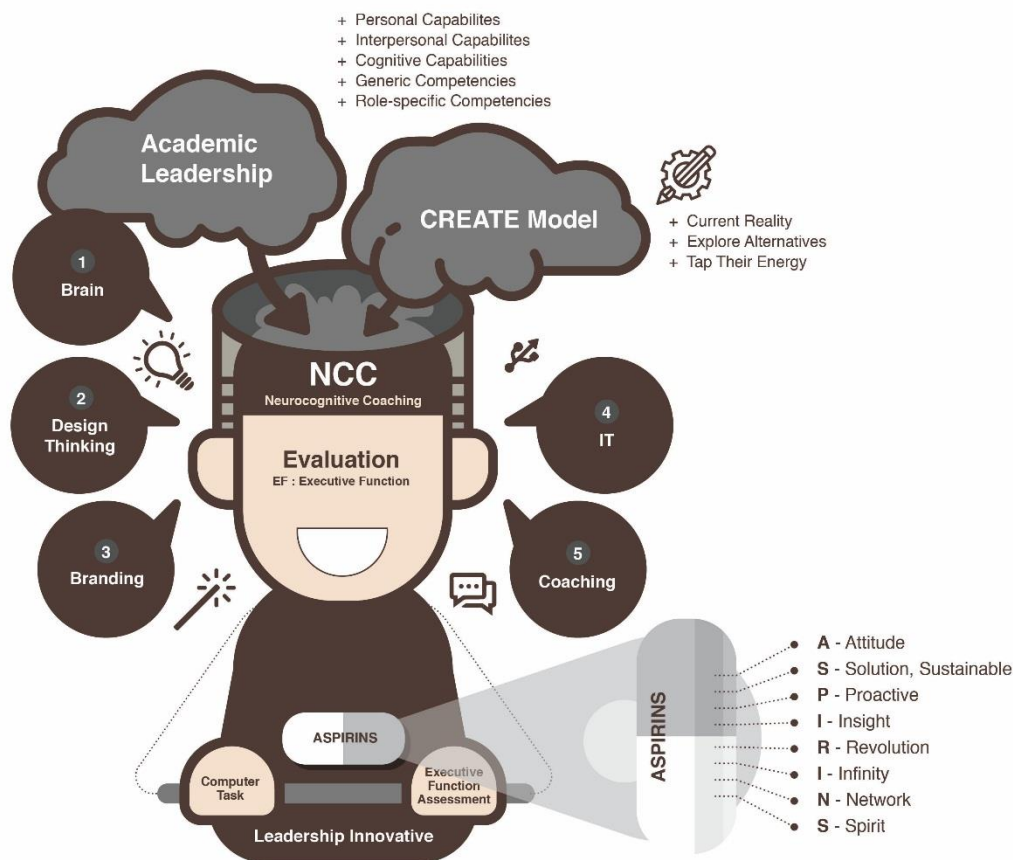 + Personal Capabilites
+ Interpersonal Capabilites
+ Cognitive Capabilities
+ Generic Competencies
+ Role-specific Competencies
Academic
Leadership
CREATE Model
+ Current Reality
+ Explore Alternatives
+ Tap Their Energy
1
Brain
2
Design
Thinking
3
Branding
NCC
Neurocognitive Coaching
Evaluation
EF : Executive Function
4
IT
5
Coaching
ASPIRINS
Computer
Task
Executive
Function
Assessment
Leadership Innovative
ASPIRINS
A - Attitude
S - Solution, Sustainable
P - Proactive
I - Insight
R - Revolution
I - Infinity
N - Network
S - Spirit